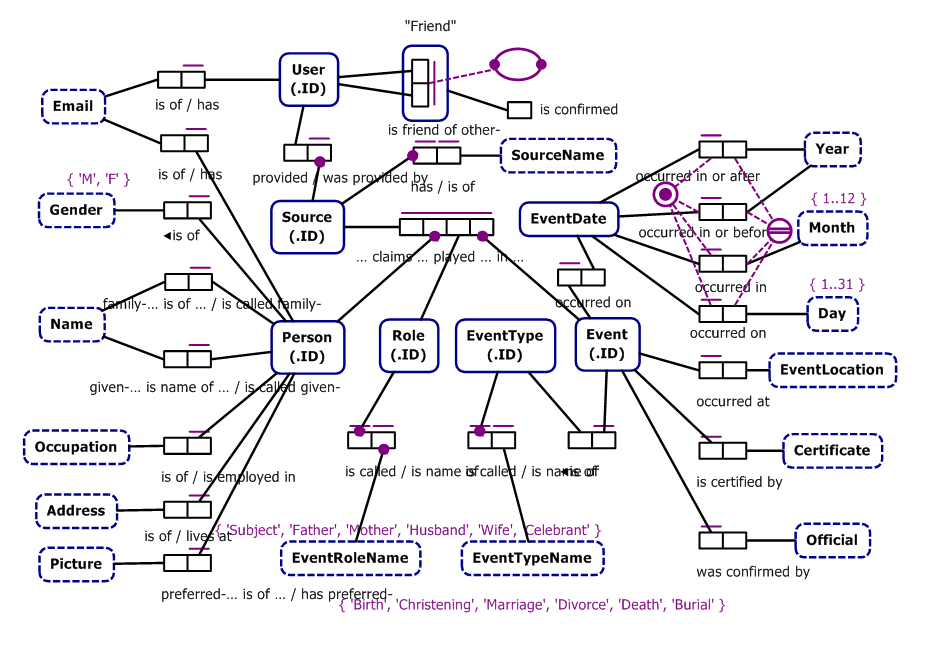 "Friend"
User
(.ID)
Email
is of / has
is confirmed
is friend of other-
is of / has
provided / was provided by
SourceName
has / is of
Year
occurred in or after
{ 'M', 'F' }
Gender
◄is of
Source
(.ID)
EventDate
{ 1..12 }
Month
occurred in or befor
... claims ... played ... in ...
occurred in
occurred on
{ 1..31 }
Day
occurred on
family-... is of ... / is called family-
Name
Person
(.ID)
Role
(.ID)
EventType
(.ID)
Event
(.ID)
given-... is name of ... / is called given-
EventLocation
occurred at
Occupation
is of / is employed in
is called / is name of
is called / is name of
◄is of
Certificate
is certified by
Address
is of / lives at
{ 'Subject', 'Father', 'Mother', 'Husband', 'Wife', Celebrant' }
Picture
EventRoleName
EventTypeName
Official
was confirmed by
preferred-... is of ... / has preferred-
{ 'Birth', 'Christening', 'Marriage', 'Divorce', 'Death', 'Burial' }